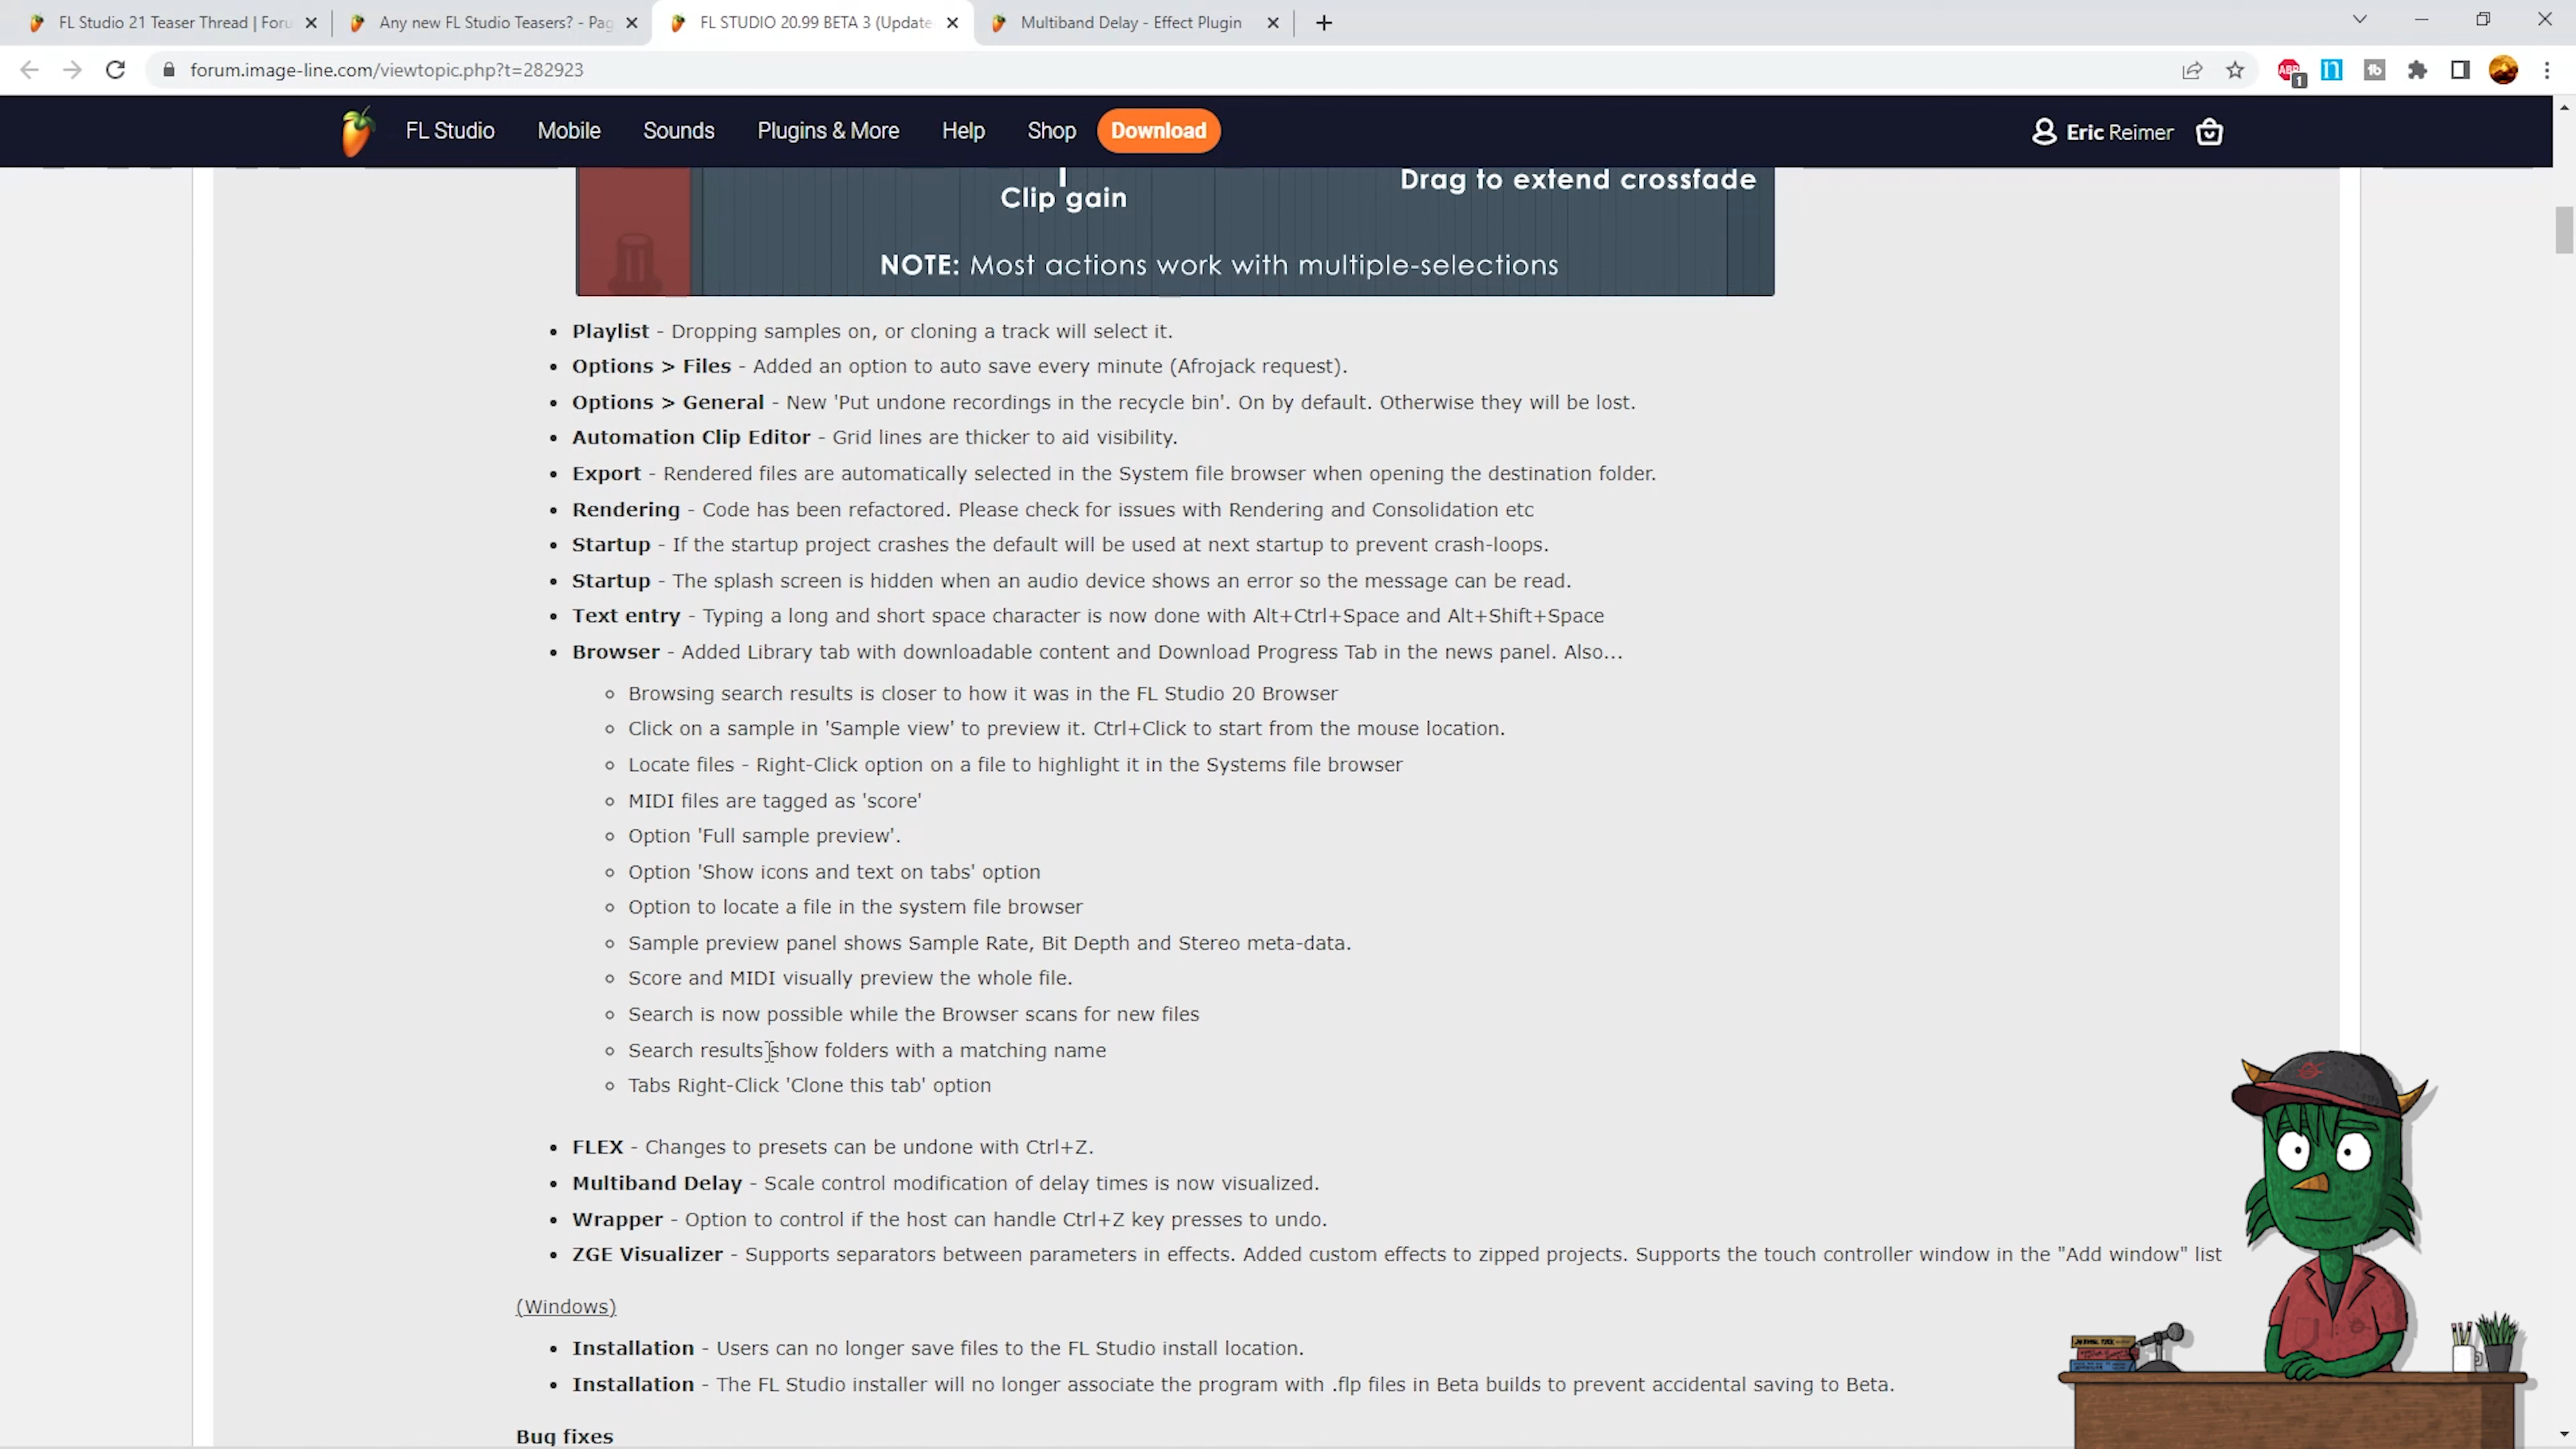 FL Studio 21 Teaser Thread | Foru
Any new FL Studio Teasers? - Pag
FL STUDIO 20.99 BETA 3 (Update
Multiband Delay - Effect Plugin
forum.image-line.com/viewtopic.php?t=282923
ABP 1
n
tb
FL Studio Mobile Sounds Plugins & More Help Shop Download
Eric Reimer
Clip gain
Drag to extend crossfade
NOTE: Most actions work with multiple-selections
• Playlist - Dropping samples on, or cloning a track will select it.
• Options > Files - Added an option to auto save every minute (Afrojack request).
• Options > General - New 'Put undone recordings in the recycle bin'. On by default. Otherwise they will be lost.
• Automation Clip Editor - Grid lines are thicker to aid visibility.
• Export - Rendered files are automatically selected in the System file browser when opening the destination folder.
• Rendering - Code has been refactored. Please check for issues with Rendering and Consolidation etc
• Startup - If the startup project crashes the default will be used at next startup to prevent crash-loops.
• Startup - The splash screen is hidden when an audio device shows an error so the message can be read.
• Text entry - Typing a long and short space character is now done with Alt+Ctrl+Space and Alt+Shift+Space
• Browser - Added Library tab with downloadable content and Download Progress Tab in the news panel. Also...
◦ Browsing search results is closer to how it was in the FL Studio 20 Browser
◦ Click on a sample in 'Sample view' to preview it. Ctrl+Click to start from the mouse location.
◦ Locate files - Right-Click option on a file to highlight it in the Systems file browser
◦ MIDI files are tagged as 'score'
◦ Option 'Full sample preview'.
◦ Option 'Show icons and text on tabs' option
◦ Option to locate a file in the system file browser
◦ Sample preview panel shows Sample Rate, Bit Depth and Stereo meta-data.
◦ Score and MIDI visually preview the whole file.
◦ Search is now possible while the Browser scans for new files
◦ Search results show folders with a matching name
◦ Tabs Right-Click 'Clone this tab' option
• FLEX - Changes to presets can be undone with Ctrl+Z.
• Multiband Delay - Scale control modification of delay times is now visualized.
• Wrapper - Option to control if the host can handle Ctrl+Z key presses to undo.
• ZGE Visualizer - Supports separators between parameters in effects. Added custom effects to zipped projects. Supports the touch controller window in the "Add window" list
(Windows)
• Installation - Users can no longer save files to the FL Studio install location.
• Installation - The FL Studio installer will no longer associate the program with .flp files in Beta builds to prevent accidental saving to Beta.
Bug fixes